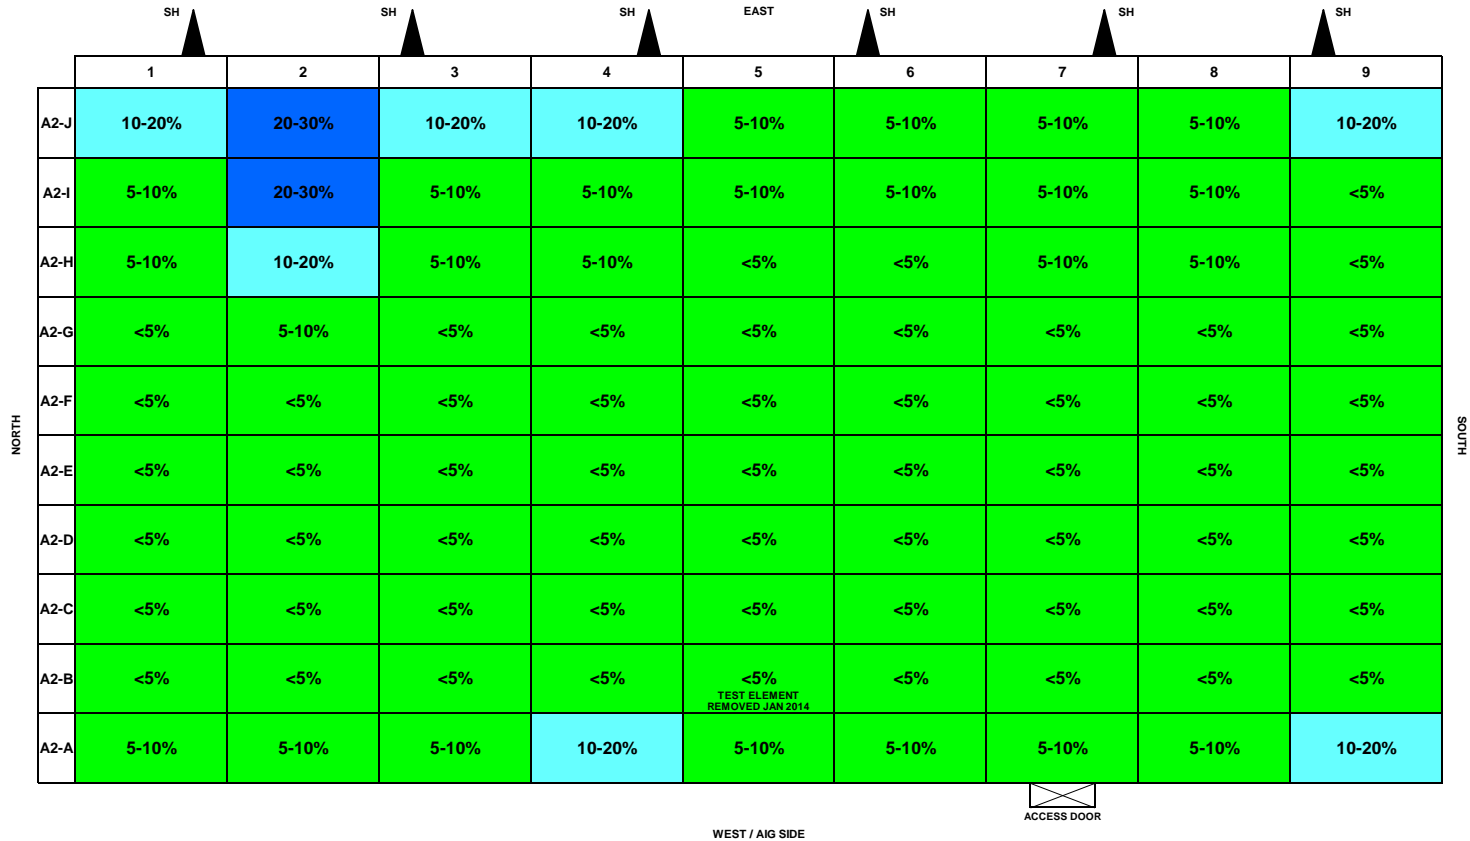 SH SH SH EAST SH SH SH
1 2 3 4 5 6 7 8 9
A2-J 10-20% 20-30% 10-20% 10-20% 5-10% 5-10% 5-10% 5-10% 10-20%
A2-I 5-10% 20-30% 5-10% 5-10% 5-10% 5-10% 5-10% 5-10% <5%
A2-H 5-10% 10-20% 5-10% 5-10% <5% <5% 5-10% 5-10% <5%
A2-G <5% 5-10% <5% <5% <5% <5% <5% <5% <5%
A2-F <5% <5% <5% <5% <5% <5% <5% <5% <5%
NORTH
SOUTH
A2-E <5% <5% <5% <5% <5% <5% <5% <5% <5%
A2-D <5% <5% <5% <5% <5% <5% <5% <5% <5%
A2-C <5% <5% <5% <5% <5% <5% <5% <5% <5%
A2-B <5% <5% <5% <5% <5% <5% <5% <5% <5%
TEST ELEMENT
REMOVED JAN 2014
A2-A 5-10% 5-10% 5-10% 10-20% 5-10% 5-10% 5-10% 5-10% 10-20%
ACCESS DOOR
WEST / AIG SIDE